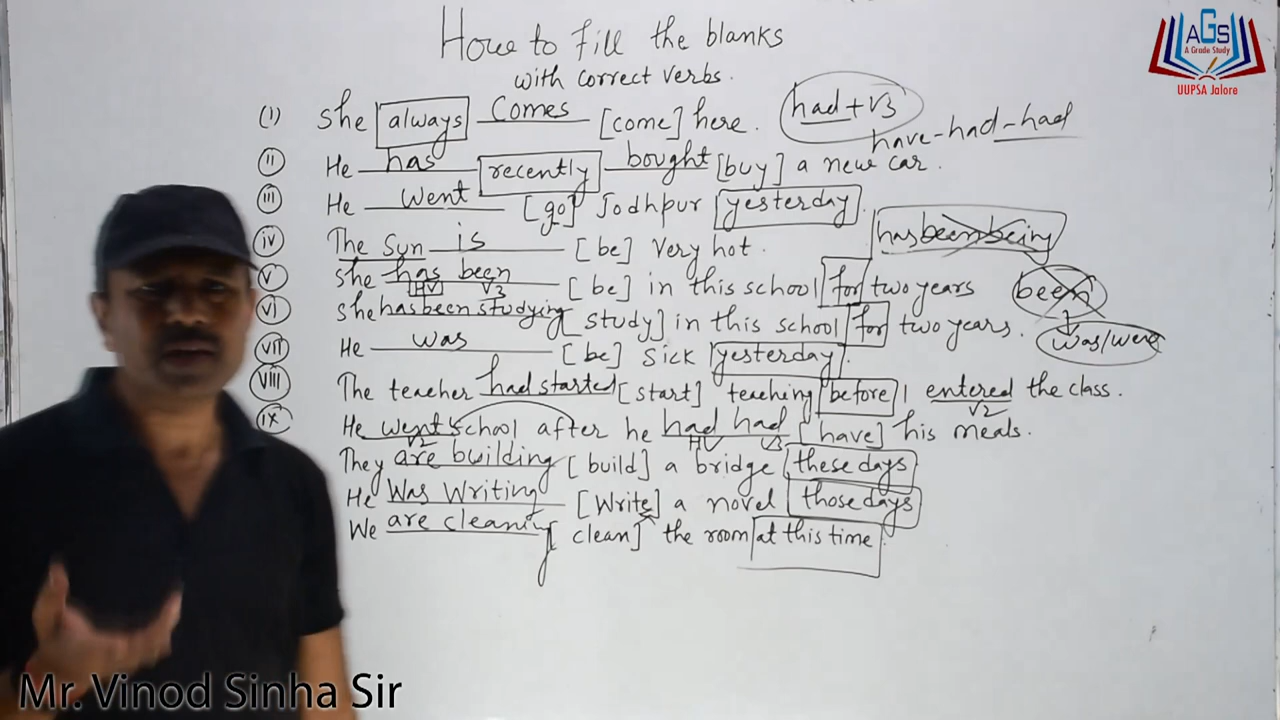 How to fill the blanks
with correct verbs.
(i) She always comes [come] here. had + V3
have-had-had
(ii) He has recently bought [buy] a new car.
(iii) He went [go] Jodhpur yesterday.
has been being
(iv) The Sun is [be] very hot.
(v) She has been [be] in this school for two years been
HV V3
(vi) She has been studying [study] in this school for two years. was/were
(vii) He was [be] sick yesterday.
(viii) The teacher had started [start] teaching before I entered the class.
V2
(ix) He went school after he had had [have] his meals.
V2 HV V3
They are building [build] a bridge these days
He was writing [write] a novel those days
We are cleaning [clean] the room at this time
AGS
A Grade Study
UUPSA Jalore
Mr. Vinod Sinha Sir